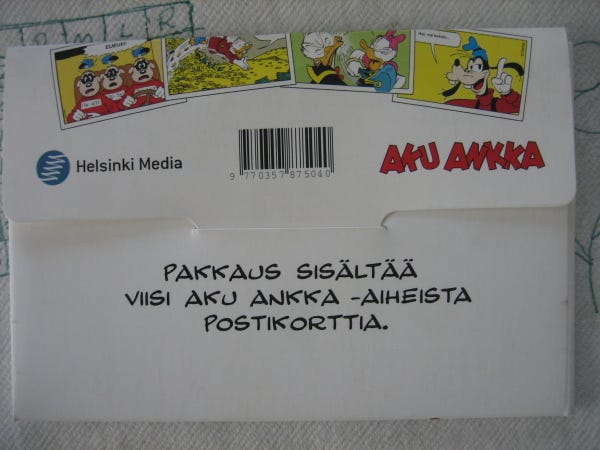 Helsinki Media
9 770357 875040
AKU ANKKA
PAKKAUS SISÄLTÄÄ
VIISI AKU ANKKA -AIHEISTA
POSTIKORTTIA.